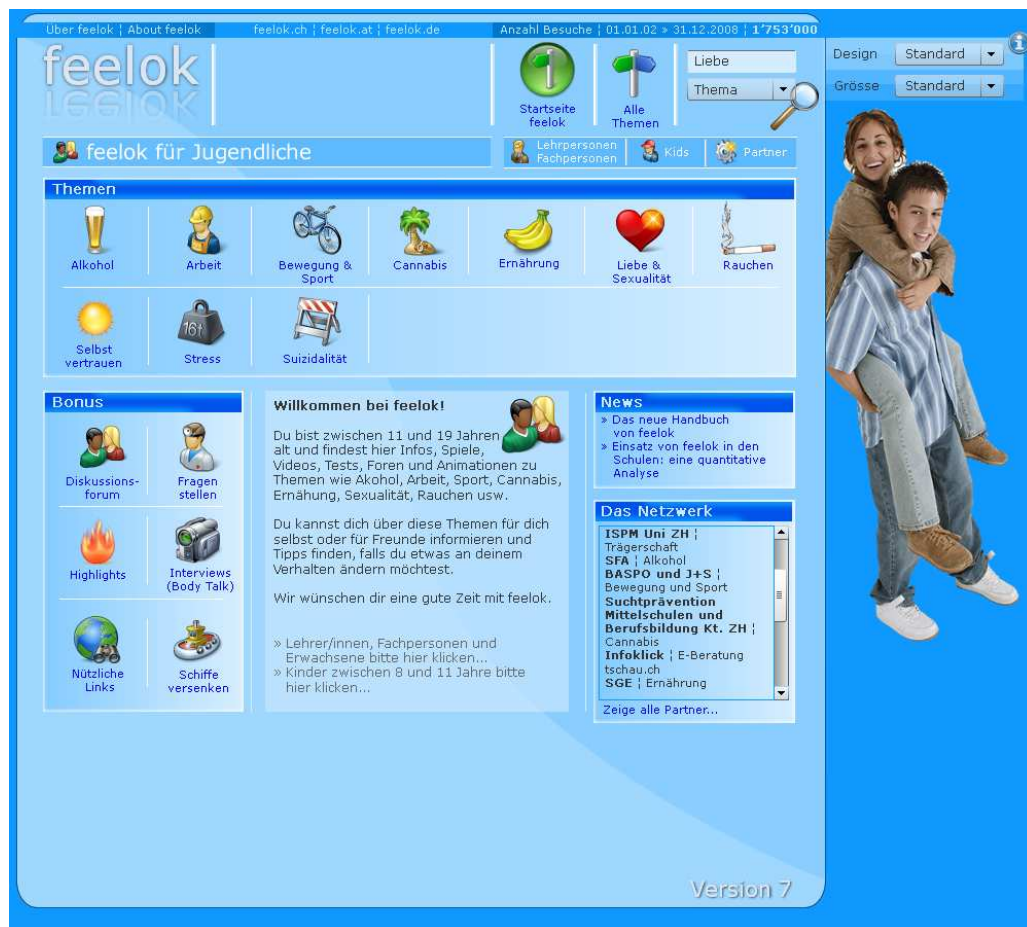 Über feelok ¦ About feelok
feelok.ch ¦ feelok.at ¦ feelok.de
Anzahl Besuche ¦ 01.01.02 » 31.12.2008 ¦ 1'753'000
feelok
Startseite
feelok
Alle
Themen
Liebe
Thema
Design
Standard
Grösse
Standard
feelok für Jugendliche
Lehrpersonen
Fachpersonen
Kids
Partner
Themen
Alkohol
Arbeit
Bewegung &
Sport
Cannabis
Ernährung
Liebe &
Sexualität
Rauchen
Selbst
vertrauen
16t
Stress
Suizidalität
Bonus
Diskussions-
forum
Fragen
stellen
Highlights
Interviews
(Body Talk)
Nützliche
Links
Schiffe
versenken
Willkommen bei feelok!
Du bist zwischen 11 und 19 Jahren
alt und findest hier Infos, Spiele,
Videos, Tests, Foren und Animationen zu
Themen wie Akohol, Arbeit, Sport, Cannabis,
Ernähung, Sexualität, Rauchen usw.
Du kannst dich über diese Themen für dich
selbst oder für Freunde informieren und
Tipps finden, falls du etwas an deinem
Verhalten ändern möchtest.
Wir wünschen dir eine gute Zeit mit feelok.
» Lehrer/innen, Fachpersonen und
Erwachsene bitte hier klicken...
» Kinder zwischen 8 und 11 Jahre bitte
hier klicken...
News
» Das neue Handbuch
von feelok
» Einsatz von feelok in den
Schulen: eine quantitative
Analyse
Das Netzwerk
ISPM Uni ZH ¦
Trägerschaft
SFA ¦ Alkohol
BASPO und J+S ¦
Bewegung und Sport
Suchtprävention
Mittelschulen und
Berufsbildung Kt. ZH ¦
Cannabis
Infoklick ¦ E-Beratung
tschau.ch
SGE ¦ Ernährung
Zeige alle Partner...
Version 7